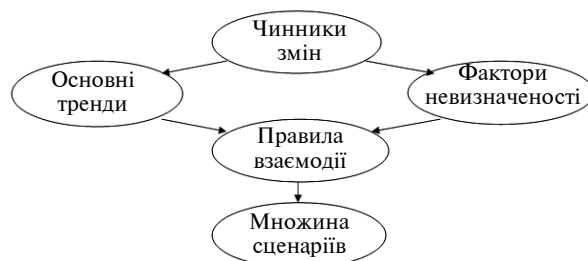 Чинники
змін
Основні
тренди
Фактори
невизначеності
Правила
взаємодії
Множина
сценаріїв